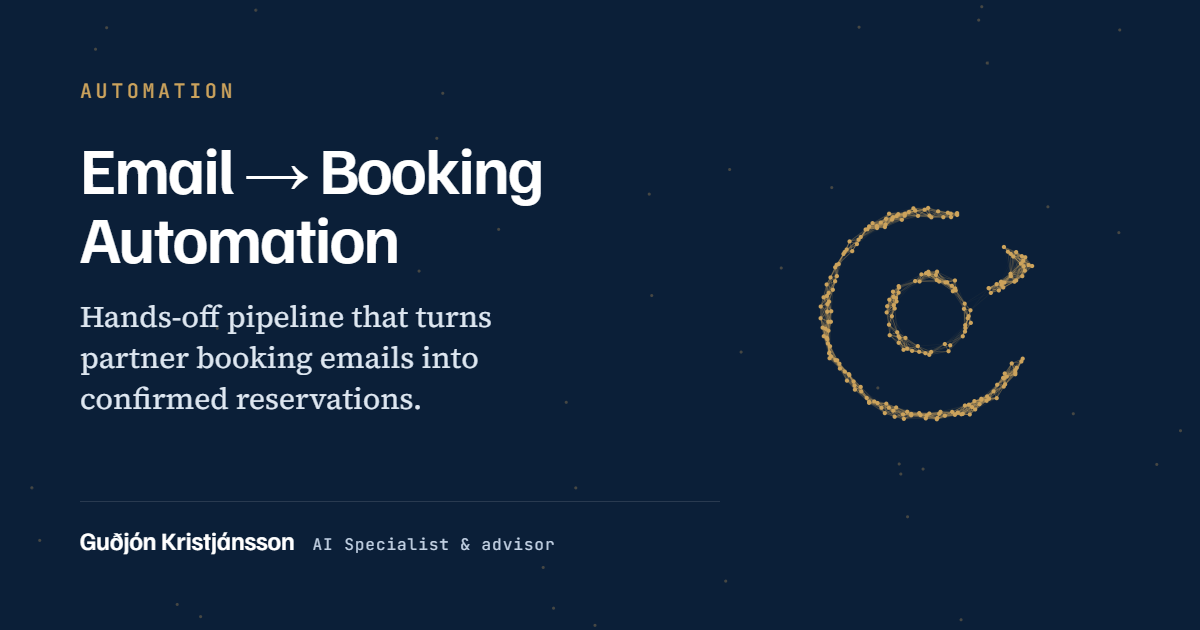 AUTOMATION
Email → Booking
Automation
Hands-off pipeline that turns
partner booking emails into
confirmed reservations.
Guðjón Kristjánsson AI Specialist & advisor